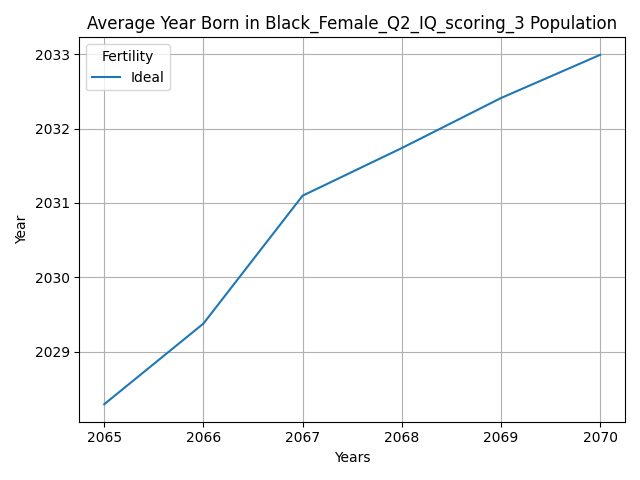 Average Year Born in Black_Female_Q2_IQ_scoring_3 Population
Fertility
Ideal
2033
2032
2031
2030
2029
Year
2065 2066 2067 2068 2069 2070
Years